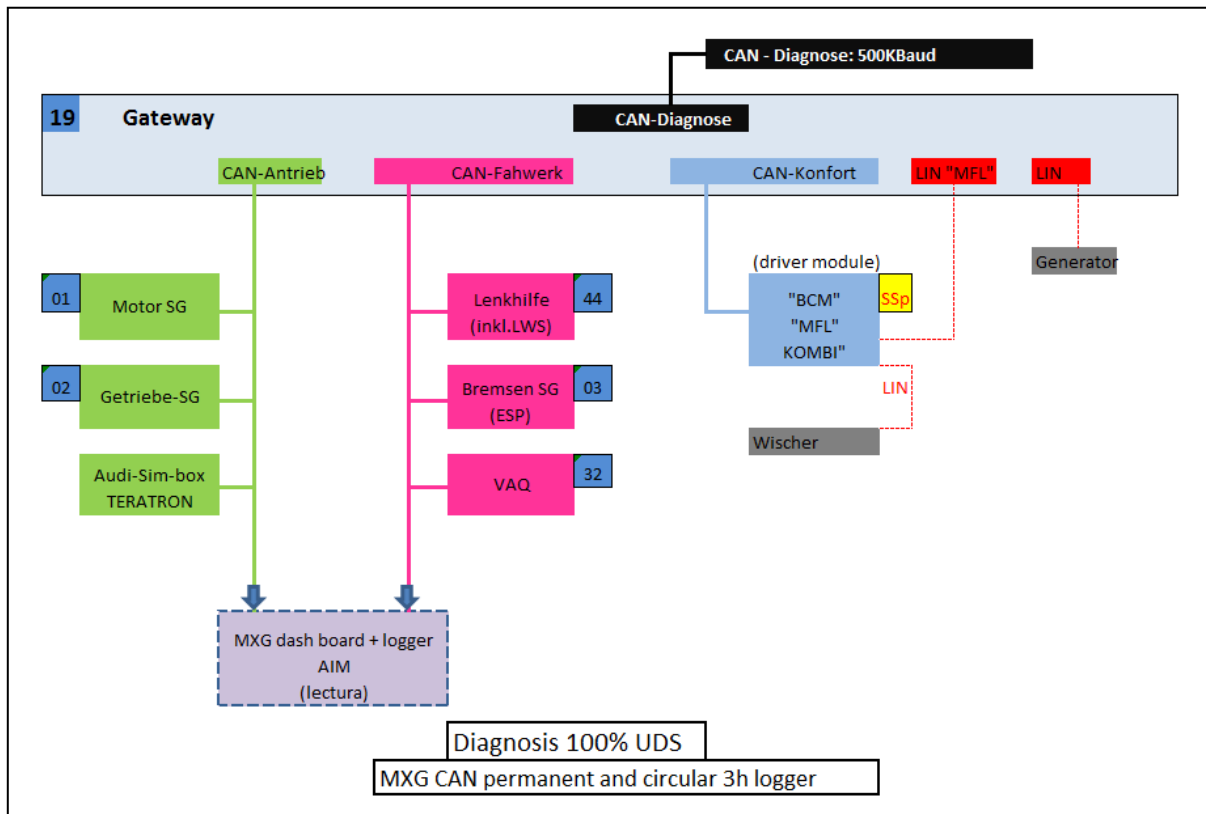 CAN - Diagnose: 500KBaud
19
Gateway
CAN-Diagnose
CAN-Antrieb
CAN-Fahwerk
CAN-Konfort
LIN "MFL"
LIN
01
Motor SG
02
Getriebe-SG
Audi-Sim-box
TERATRON
Lenkhilfe
(inkl.LWS)
44
Bremsen SG
(ESP)
03
VAQ
32
(driver module)
"BCM"
"MFL"
KOMBI"
SSp
LIN
Wischer
Generator
MXG dash board + logger
AIM
(lectura)
Diagnosis 100% UDS
MXG CAN permanent and circular 3h logger